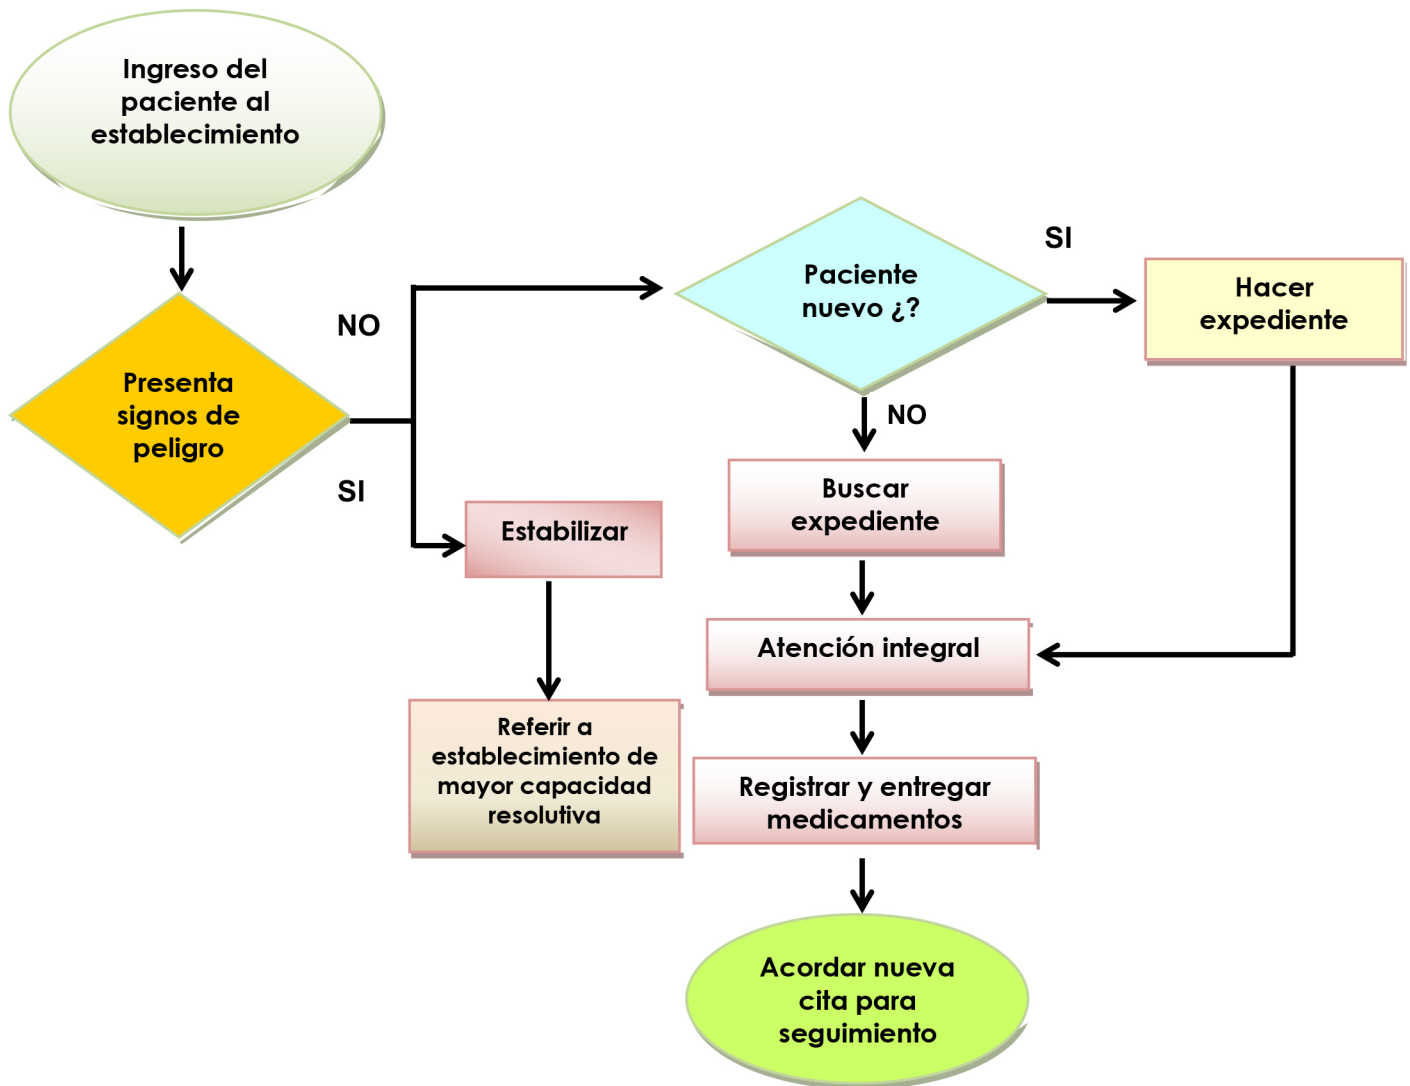 Ingreso del
paciente al
establecimiento
Presenta
signos de
peligro
NO
SI
Paciente
nuevo ¿?
SI
NO
Hacer
expediente
Buscar
expediente
Estabilizar
Referir a
establecimiento de
mayor capacidad
resolutiva
Atención integral
Registrar y entregar
medicamentos
Acordar nueva
cita para
seguimiento